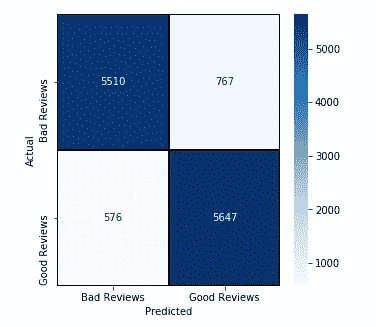 5510 767
576 5647
Actual
Bad Reviews
Good Reviews
Bad Reviews Good Reviews
Predicted
5000
4000
3000
2000
1000